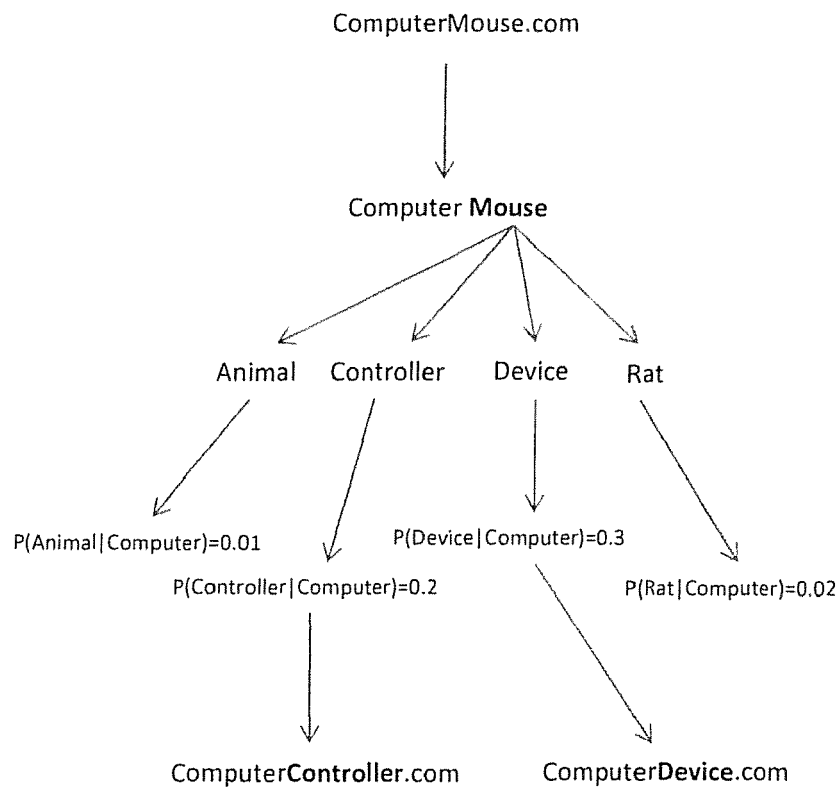 ComputerMouse.com
Computer Mouse
Animal Controller Device Rat
P(Animal|Computer)=0.01
P(Device|Computer)=0.3
P(Controller|Computer)=0.2
P(Rat|Computer)=0.02
ComputerController.com
ComputerDevice.com